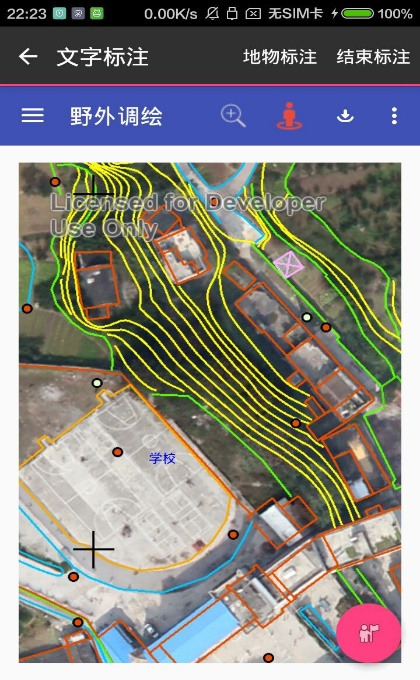 22:23 0.00K/s 无SIM卡 100%
文字标注 地物标注 结束标注
野外调绘
Licensed for Developer
Use Only
学校